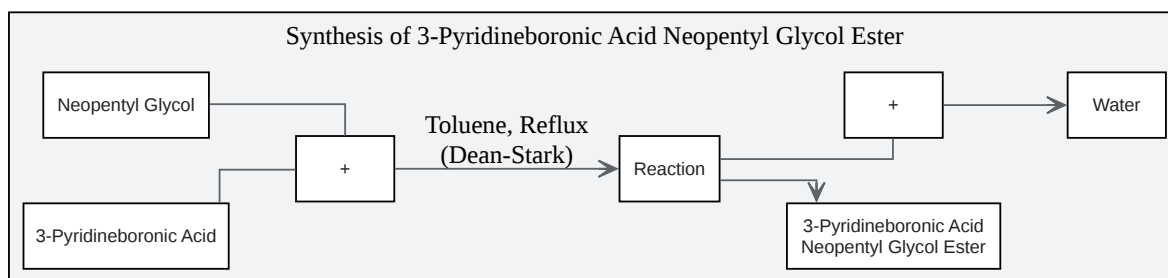 Synthesis of 3-Pyridineboronic Acid Neopentyl Glycol Ester
Neopentyl Glycol
+
Water
Toluene, Reflux
(Dean-Stark)
+
Reaction
3-Pyridineboronic Acid
3-Pyridineboronic Acid
Neopentyl Glycol Ester